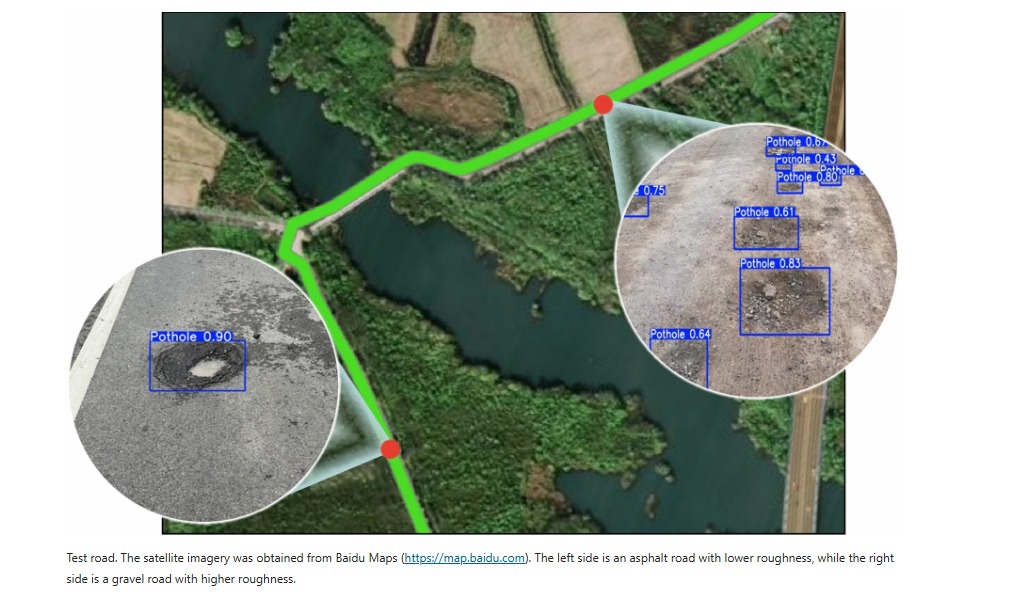 Pothole 0.67
Pothole 0.43
Pothole
Pothole 0.80
0.75
Pothole 0.61
Pothole 0.83
Pothole 0.64
Pothole 0.90
Test road. The satellite imagery was obtained from Baidu Maps (https://map.baidu.com). The left side is an asphalt road with lower roughness, while the right
side is a gravel road with higher roughness.